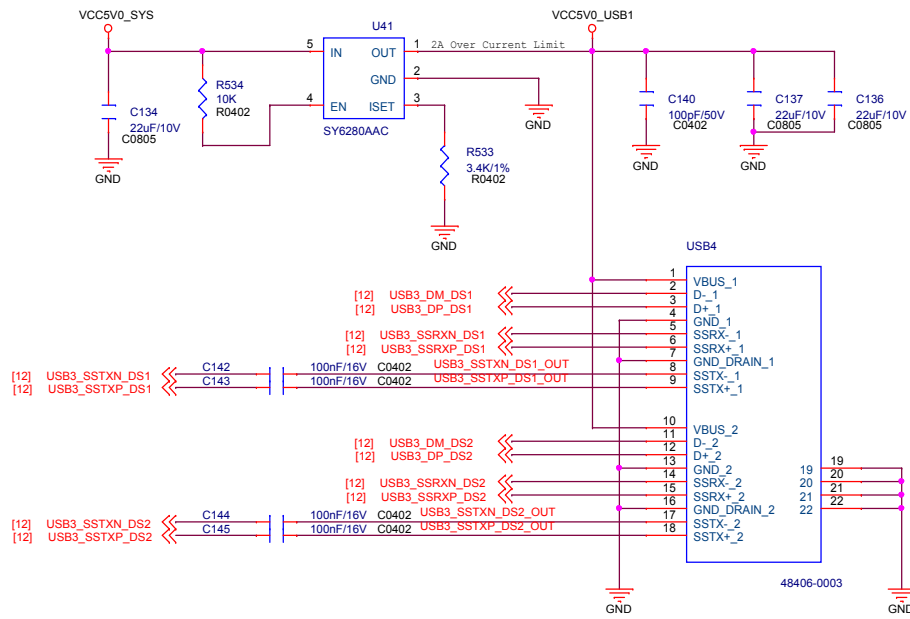 VCC5V0_SYS
VCC5V0_USB1
U41
5 IN OUT 1 2A Over Current Limit
GND 2
4 EN ISET 3
SY6280AAC
R534
10K
R0402
C134
22uF/10V
C0805
GND
GND
R533
3.4K/1%
R0402
GND
C140
100pF/50V
C0402
GND
C137
22uF/10V
C0805
GND
C136
22uF/10V
C0805
USB4
1 VBUS_1
[12] USB3_DM_DS1 2 D-_1
[12] USB3_DP_DS1 3 D+_1
4 GND_1
[12] USB3_SSRXN_DS1 5 SSRX-_1
[12] USB3_SSRXP_DS1 6 SSRX+_1
7 GND_DRAIN_1
[12] USB3_SSTXN_DS1 C142 100nF/16V C0402 USB3_SSTXN_DS1_OUT 8 SSTX-_1
[12] USB3_SSTXP_DS1 C143 100nF/16V C0402 USB3_SSTXP_DS1_OUT 9 SSTX+_1
10 VBUS_2
[12] USB3_DM_DS2 11 D-_2
[12] USB3_DP_DS2 12 D+_2
13 GND_2 19 19
[12] USB3_SSRXN_DS2 14 SSRX-_2 20 20
[12] USB3_SSRXP_DS2 15 SSRX+_2 21 21
16 GND_DRAIN_2 22 22
[12] USB3_SSTXN_DS2 C144 100nF/16V C0402 USB3_SSTXN_DS2_OUT 17 SSTX-_2
[12] USB3_SSTXP_DS2 C145 100nF/16V C0402 USB3_SSTXP_DS2_OUT 18 SSTX+_2
48406-0003
GND
GND